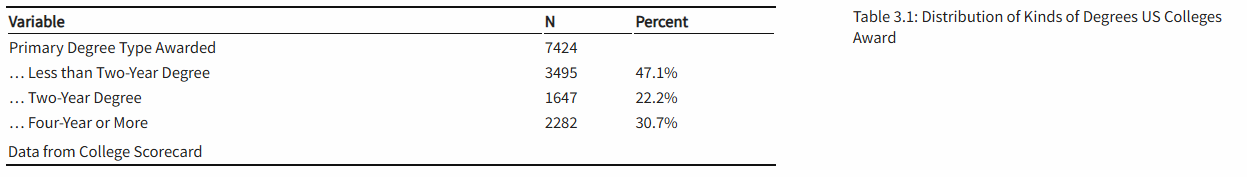 Variable N Percent
Primary Degree Type Awarded 7424
… Less than Two-Year Degree 3495 47.1%
… Two-Year Degree 1647 22.2%
… Four-Year or More 2282 30.7%
Data from College Scorecard
Table 3.1: Distribution of Kinds of Degrees US Colleges
Award